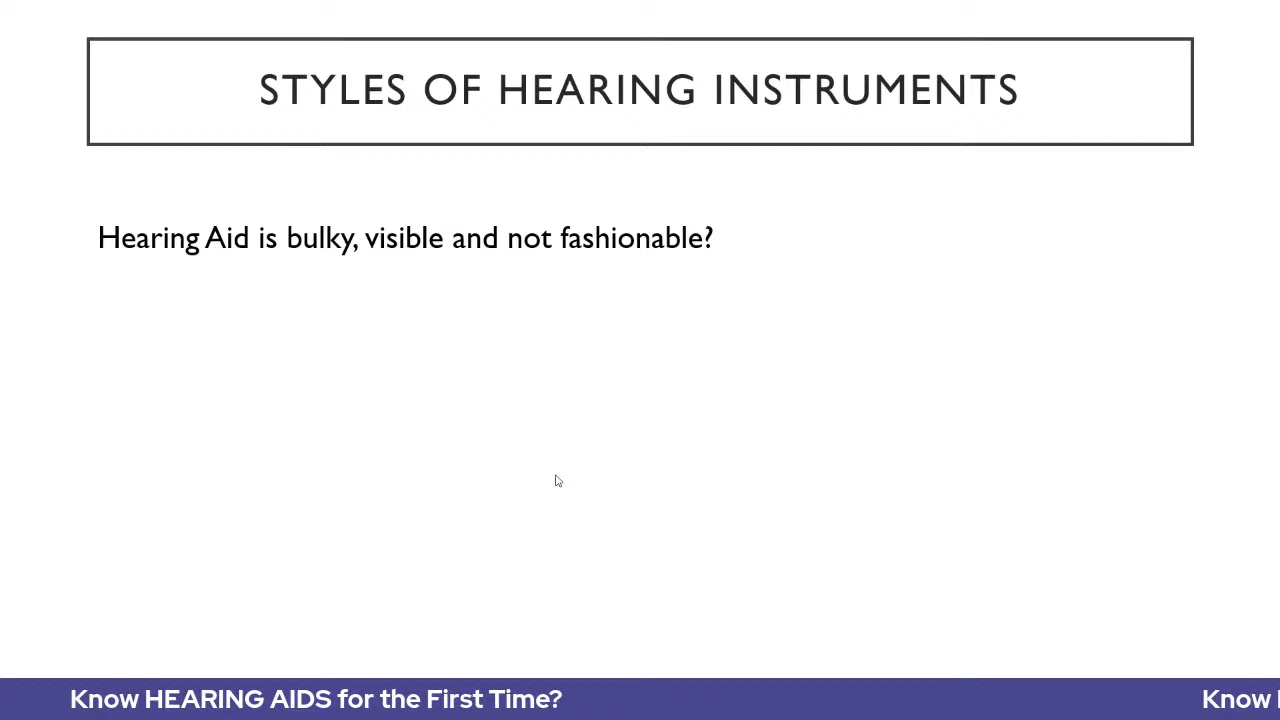 STYLES OF HEARING INSTRUMENTS
Hearing Aid is bulky, visible and not fashionable?
Know HEARING AIDS for the First Time?
Know